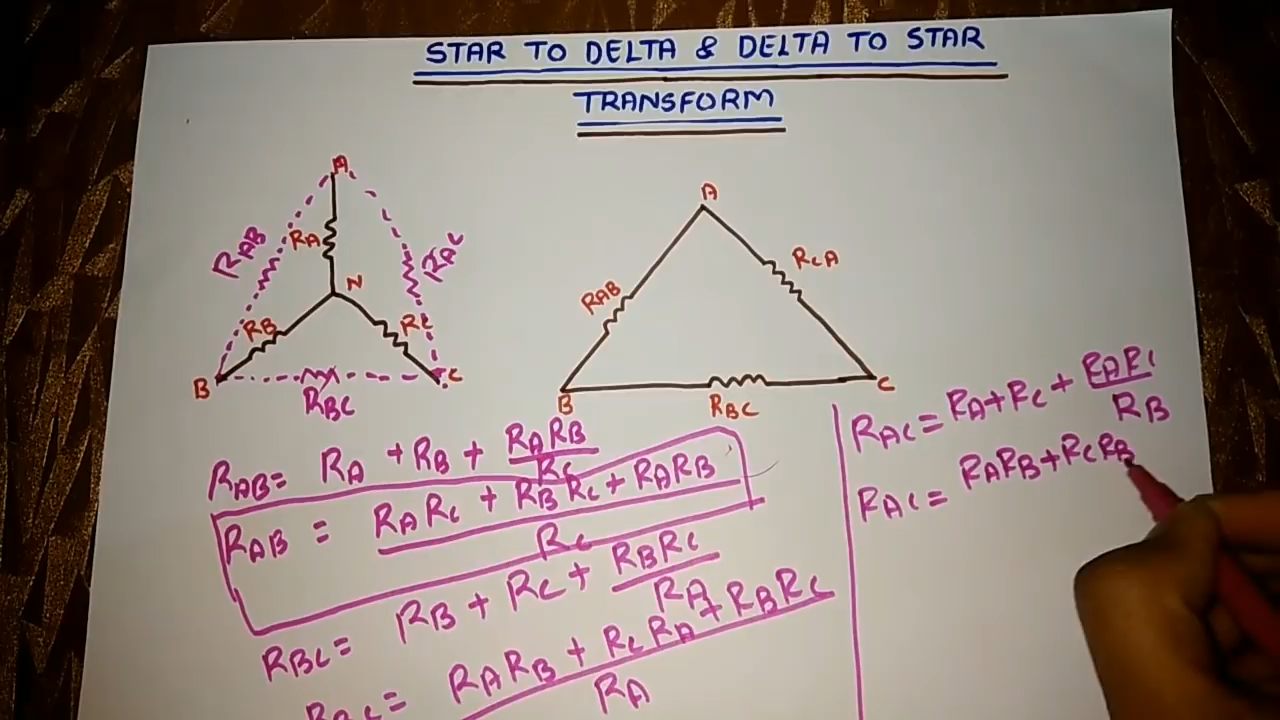 STAR TO DELTA & DELTA TO STAR
TRANSFORM
A
RAB
RA
RAC
N
RB
RC
B
C
RBC
A
RAB
RCA
B
RBC
C
RAB = RA + RB + RARB/RC
RAB = RARC + RBRC + RARB/RC
RBC = RB + RC + RBRC/RA
RBC = RARB + RCRA + RBRC/RA
RAC = RA + RC + RARC/RB
RAC = RARB + RCRB